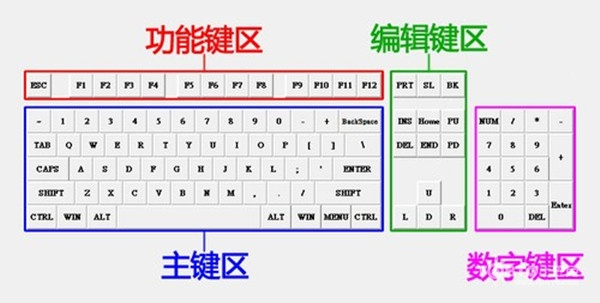 功能键区
编辑键区
ESC F1 F2 F3 F4 F5 F6 F7 F8 F9 F10 F11 F12
PRT SL BK
~ 1 2 3 4 5 6 7 8 9 0 - + BackSpace
INS Home PU
NUM / * -
TAB Q W E R T Y U I O P [ ] \
DEL END PD
7 8 9
+
CAPS A S D F G H J K L ; ' ENTER
4 5 6
SHIFT Z X C V B N M , . / SHIFT
U
1 2 3
Enter
CTRL WIN ALT ALT WIN MENU CTRL
L D R
0 DEL
主键区
数字键区